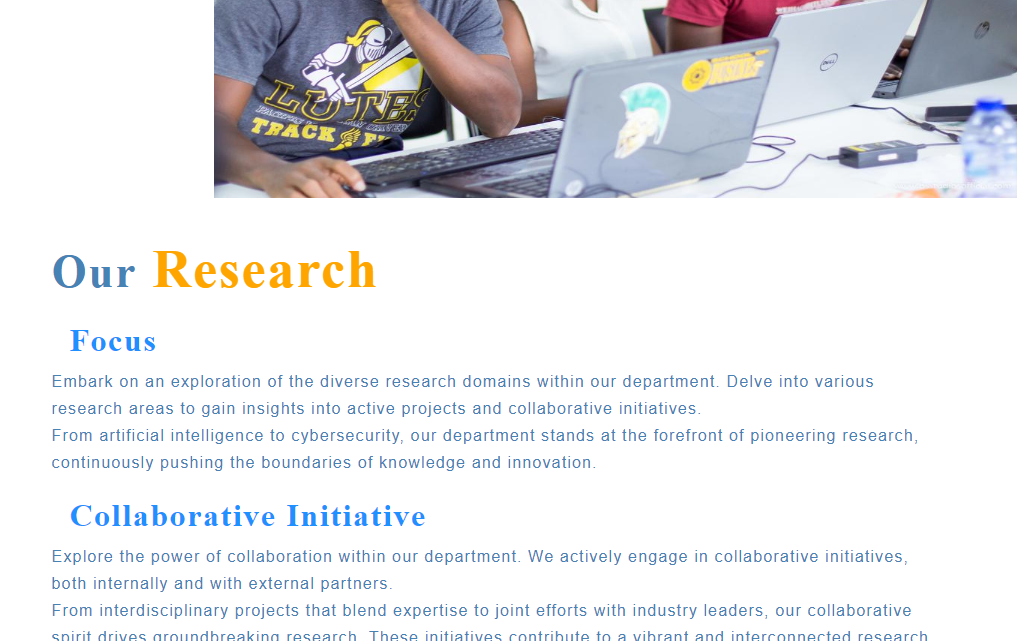 LUTES
TRACK
DELL
Our Research
Focus
Embark on an exploration of the diverse research domains within our department. Delve into various
research areas to gain insights into active projects and collaborative initiatives.
From artificial intelligence to cybersecurity, our department stands at the forefront of pioneering research,
continuously pushing the boundaries of knowledge and innovation.
Collaborative Initiative
Explore the power of collaboration within our department. We actively engage in collaborative initiatives,
both internally and with external partners.
From interdisciplinary projects that blend expertise to joint efforts with industry leaders, our collaborative
spirit drives groundbreaking research. These initiatives contribute to a vibrant and interconnected research